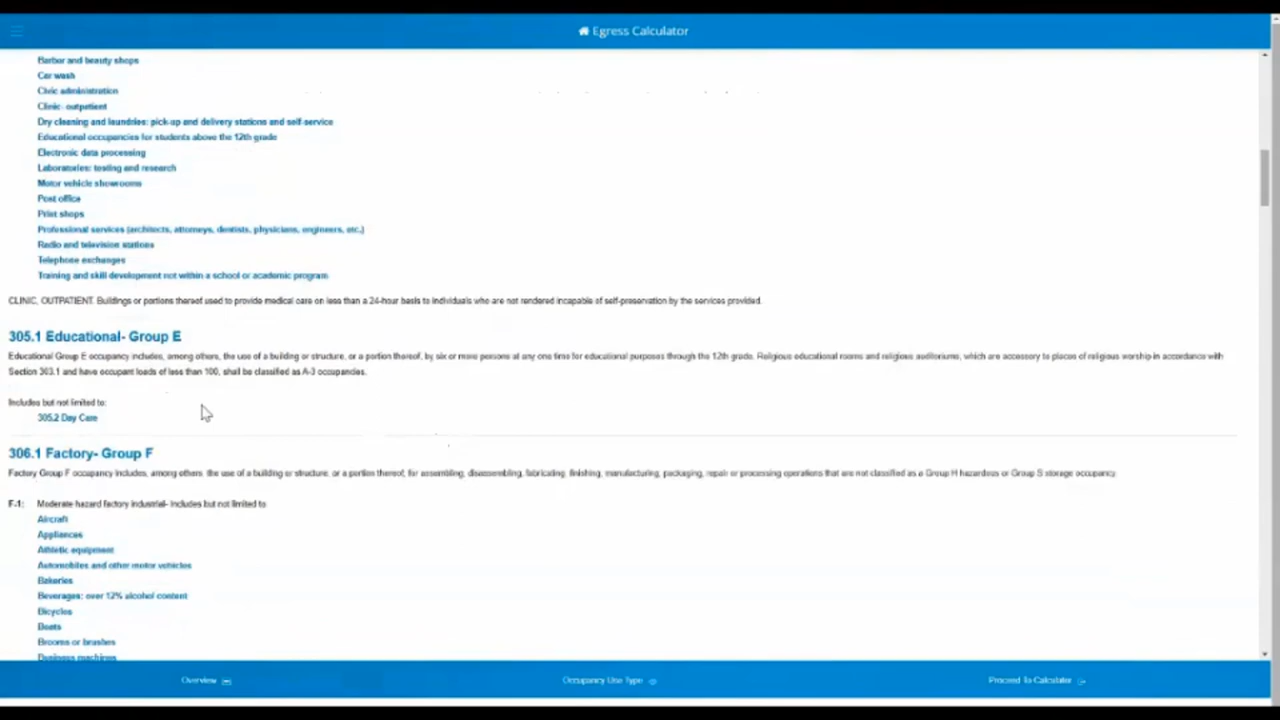 Egress Calculator
Barber and beauty shops
Car wash
Civic administration
Clinic- outpatient
Dry cleaning and laundries: pick-up and delivery stations and self-service
Educational occupancies for students above the 12th grade
Electronic data processing
Laboratories: testing and research
Motor vehicle showrooms
Post office
Print shops
Professional services (architects, attorneys, dentists, physicians, engineers, etc.)
Radio and television stations
Telephone exchanges
Training and skill development not within a school or academic program
CLINIC, OUTPATIENT. Buildings or portions thereof used to provide medical care on less than a 24-hour basis to individuals who are not rendered incapable of self-preservation by the services provided.
305.1 Educational- Group E
Educational Group E occupancy includes, among others, the use of a building or structure, or a portion thereof, by six or more persons at any one time for educational purposes through the 12th grade. Religious educational rooms and religious auditoriums, which are accessory to places of religious worship in accordance with
Section 303.1 and have occupant loads of less than 100, shall be classified as A-3 occupancies.
Includes but not limited to:
305.2 Day Care
306.1 Factory- Group F
Factory Group F occupancy includes, among others, the use of a building or structure, or a portion thereof, for assembling, disassembling, fabricating, finishing, manufacturing, packaging, repair or processing operations that are not classified as a Group H hazardous or Group S storage occupancy
F-1: Moderate hazard factory industrial- Includes but not limited to
Aircraft
Appliances
Athletic equipment
Automobiles and other motor vehicles
Bakeries
Beverages: over 12% alcohol content
Bicycles
Boats
Brooms or brushes
Business machines
Overview
Occupancy Use Type
Proceed To Calculator